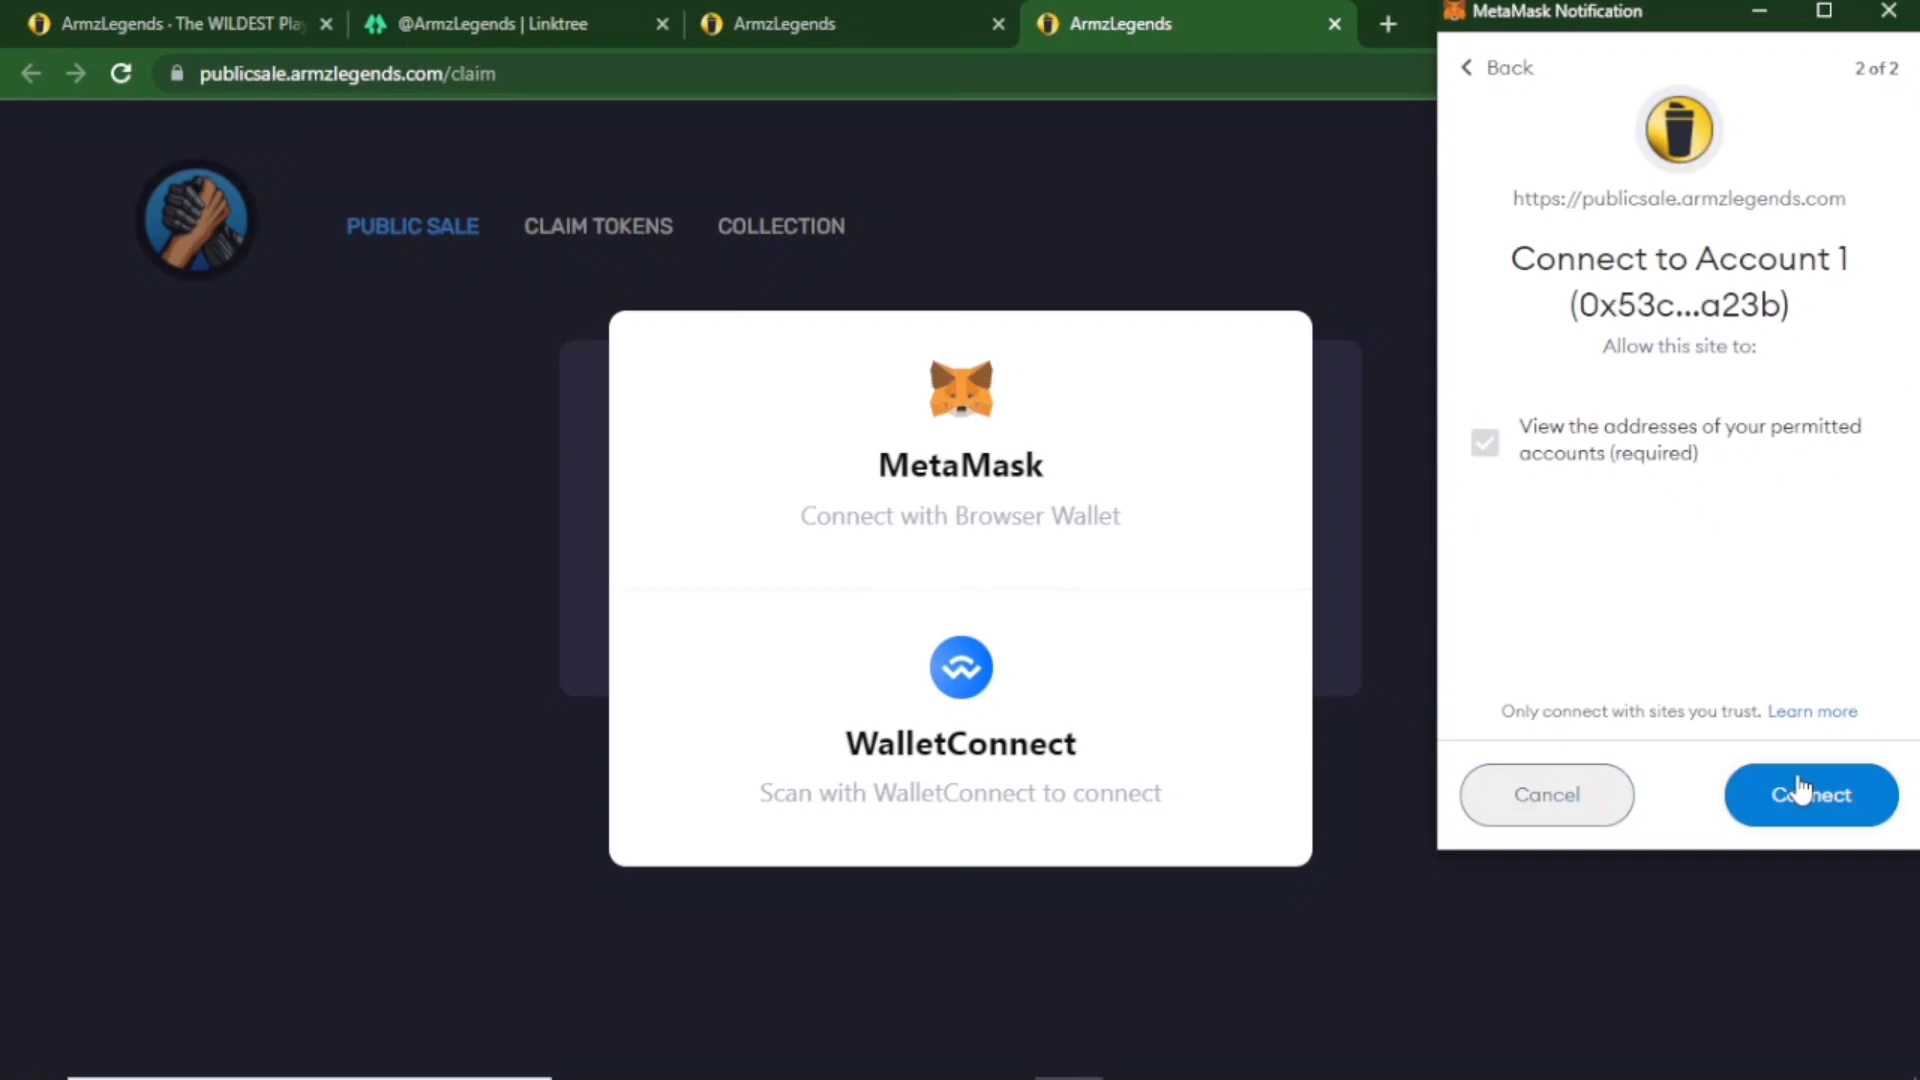 ArmzLegends - The WILDEST Pla
@ArmzLegends | Linktree
ArmzLegends
ArmzLegends
publicsale.armzlegends.com/claim
PUBLIC SALE
CLAIM TOKENS
COLLECTION
MetaMask
Connect with Browser Wallet
WalletConnect
Scan with WalletConnect to connect
MetaMask Notification
Back
2 of 2
https://publicsale.armzlegends.com
Connect to Account 1
(0x53c...a23b)
Allow this site to:
View the addresses of your permitted
accounts (required)
Only connect with sites you trust. Learn more
Cancel
Connect